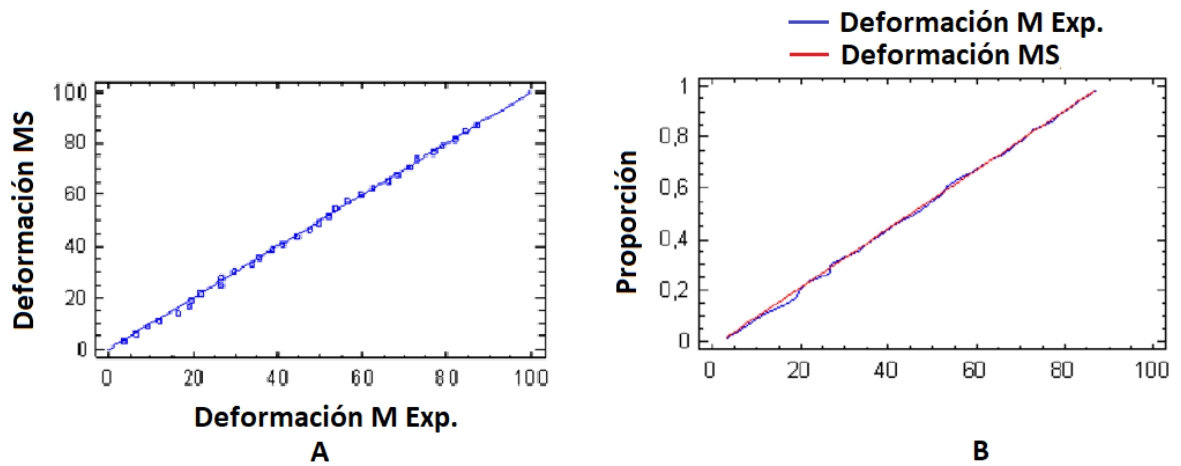 Deformación M Exp.
Deformación MS
Deformación MS
100
80
60
40
20
0
0 20 40 60 80 100
Deformación M Exp.
A
Proporción
1
0,8
0,6
0,4
0,2
0
0 20 40 60 80 100
B